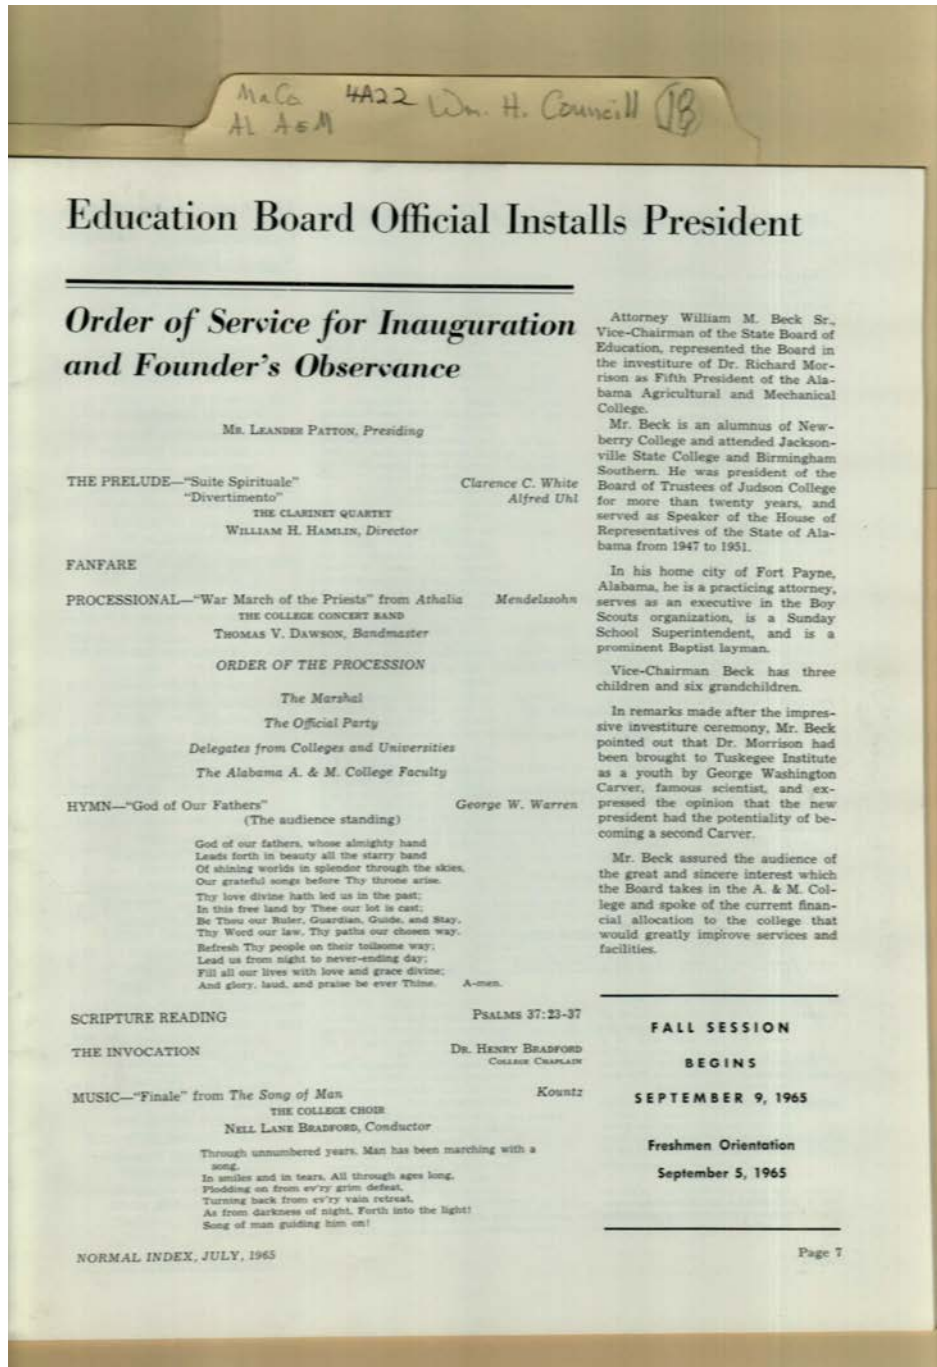 MaCo 4A22 Wm. H. Councill 18
AL A&M
Education Board Official Installs President
Order of Service for Inauguration
and Founder's Observance
MR. LEANDER PATTON, Presiding
THE PRELUDE—"Suite Spirituale" Clarence C. White
"Divertimento" Alfred Uhl
THE CLARINET QUARTET
WILLIAM H. HAMLIN, Director
FANFARE
PROCESSIONAL—"War March of the Priests" from Athalia Mendelssohn
THE COLLEGE CONCERT BAND
THOMAS V. DAWSON, Bandmaster
ORDER OF THE PROCESSION
The Marshal
The Official Party
Delegates from Colleges and Universities
The Alabama A. & M. College Faculty
HYMN—"God of Our Fathers" George W. Warren
(The audience standing)
God of our fathers, whose almighty hand
Leads forth in beauty all the starry band
Of shining worlds in splendor through the skies,
Our grateful songs before Thy throne arise.
Thy love divine hath led us in the past;
In this free land by Thee our lot is cast;
Be Thou our Ruler, Guardian, Guide, and Stay,
Thy Word our law, Thy paths our chosen way.
Refresh Thy people on their toilsome way;
Lead us from night to never-ending day;
Fill all our lives with love and grace divine;
And glory, laud, and praise be ever Thine. A-men.
SCRIPTURE READING PSALMS 37:23-37
THE INVOCATION DR. HENRY BRADFORD
COLLEGE CHAPLAIN
MUSIC—"Finale" from The Song of Man Kountz
THE COLLEGE CHOIR
NELL LANE BRADFORD, Conductor
Through unnumbered years, Man has been marching with a
song,
In smiles and in tears, All through ages long,
Plodding on from ev'ry grim defeat,
Turning back from ev'ry vain retreat,
As from darkness of night, Forth into the light!
Song of man guiding him on!
Attorney William M. Beck Sr.,
Vice-Chairman of the State Board of
Education, represented the Board in
the investiture of Dr. Richard Mor-
rison as Fifth President of the Ala-
bama Agricultural and Mechanical
College.
Mr. Beck is an alumnus of New-
berry College and attended Jackson-
ville State College and Birmingham
Southern. He was president of the
Board of Trustees of Judson College
for more than twenty years, and
served as Speaker of the House of
Representatives of the State of Ala-
bama from 1947 to 1951.
In his home city of Fort Payne,
Alabama, he is a practicing attorney,
serves as an executive in the Boy
Scouts organization, is a Sunday
School Superintendent, and is a
prominent Baptist layman.
Vice-Chairman Beck has three
children and six grandchildren.
In remarks made after the impres-
sive investiture ceremony, Mr. Beck
pointed out that Dr. Morrison had
been brought to Tuskegee Institute
as a youth by George Washington
Carver, famous scientist, and ex-
pressed the opinion that the new
president had the potentiality of be-
coming a second Carver.
Mr. Beck assured the audience of
the great and sincere interest which
the Board takes in the A. & M. Col-
lege and spoke of the current finan-
cial allocation to the college that
would greatly improve services and
facilities.
FALL SESSION
BEGINS
SEPTEMBER 9, 1965
Freshmen Orientation
September 5, 1965
NORMAL INDEX, JULY, 1965 Page 7